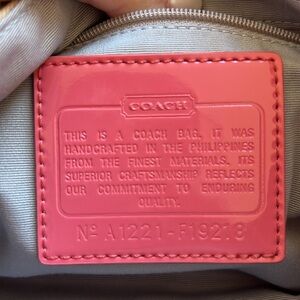 COACH
THIS IS A COACH BAG. IT WAS
HANDCRAFTED IN THE PHILIPPINES
FROM THE FINEST MATERIALS. ITS
SUPERIOR CRAFTSMANSHIP REFLECTS
OUR COMMITMENT TO ENDURING
QUALITY.
Nº A1221-F19218